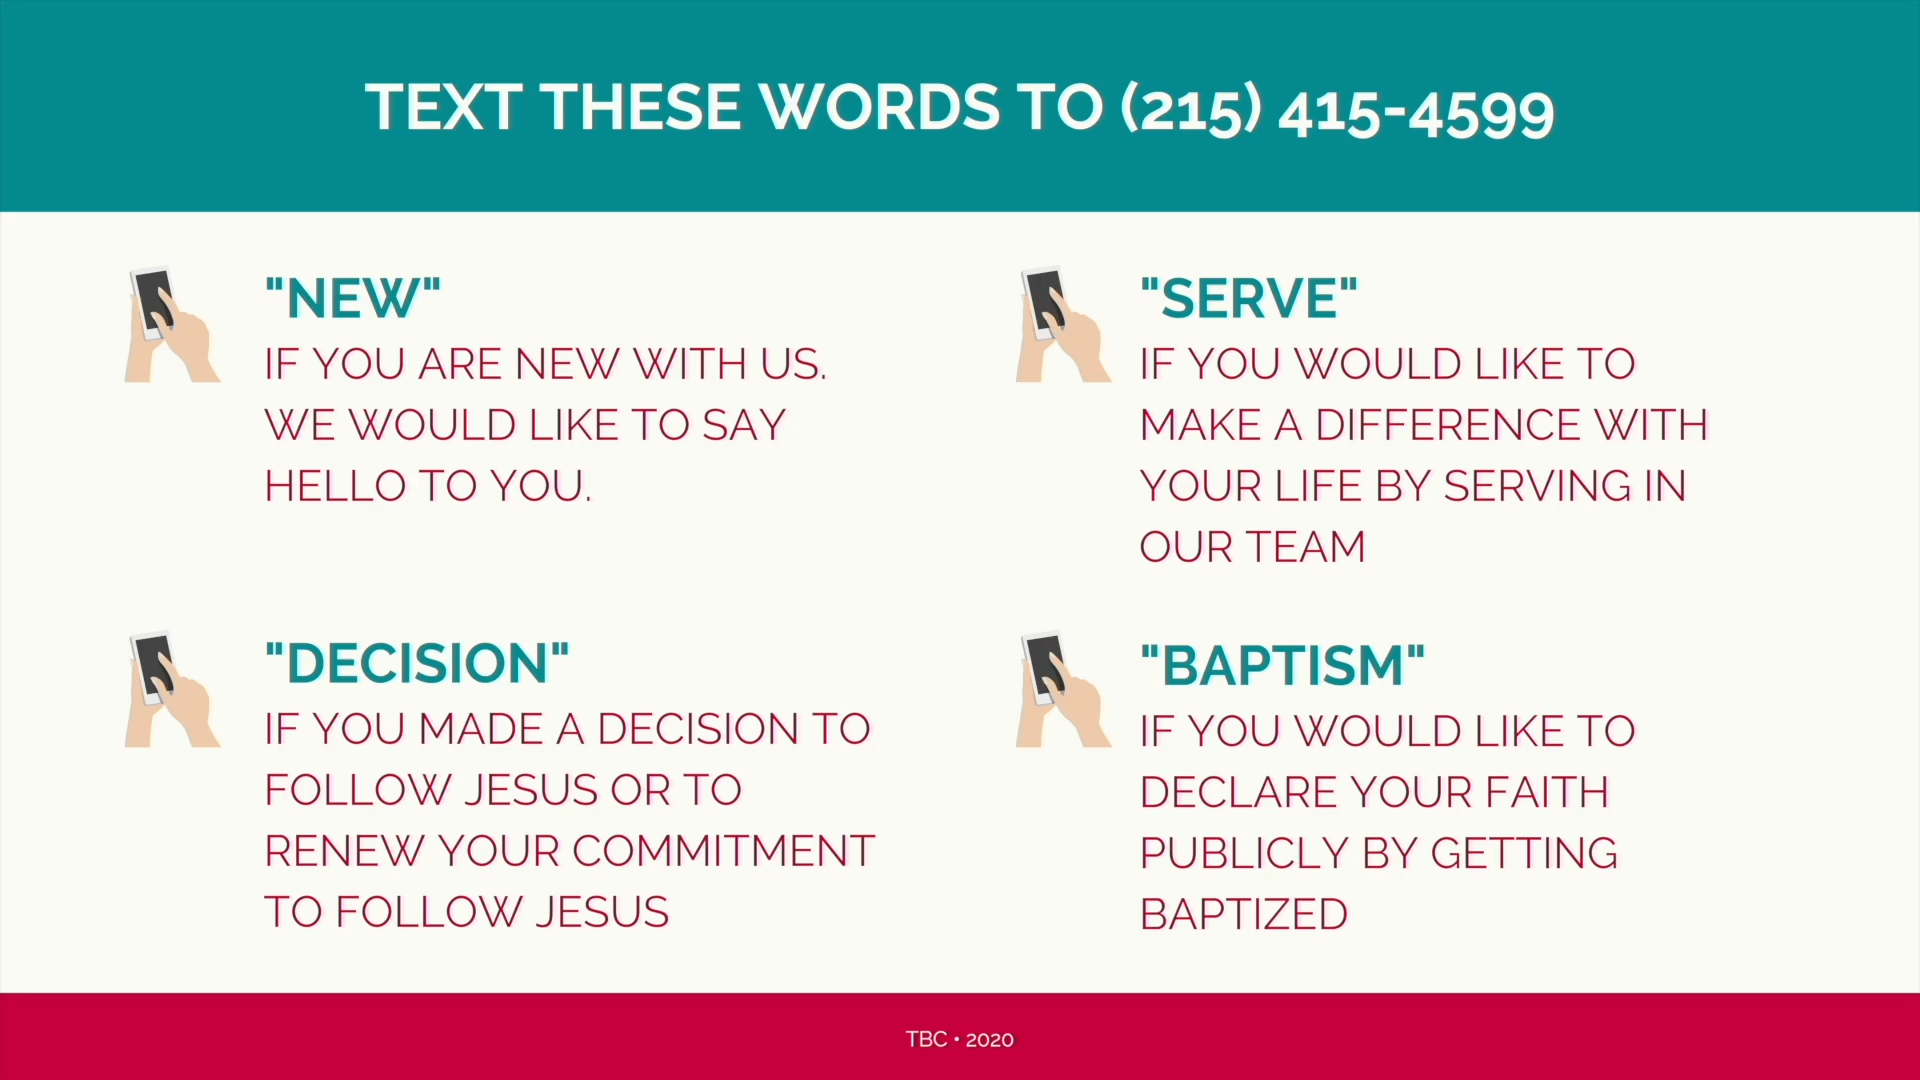 TEXT THESE WORDS TO (215) 415-4599
"NEW"
IF YOU ARE NEW WITH US.
WE WOULD LIKE TO SAY
HELLO TO YOU.
"SERVE"
IF YOU WOULD LIKE TO
MAKE A DIFFERENCE WITH
YOUR LIFE BY SERVING IN
OUR TEAM
"DECISION"
IF YOU MADE A DECISION TO
FOLLOW JESUS OR TO
RENEW YOUR COMMITMENT
TO FOLLOW JESUS
"BAPTISM"
IF YOU WOULD LIKE TO
DECLARE YOUR FAITH
PUBLICLY BY GETTING
BAPTIZED
TBC • 2020